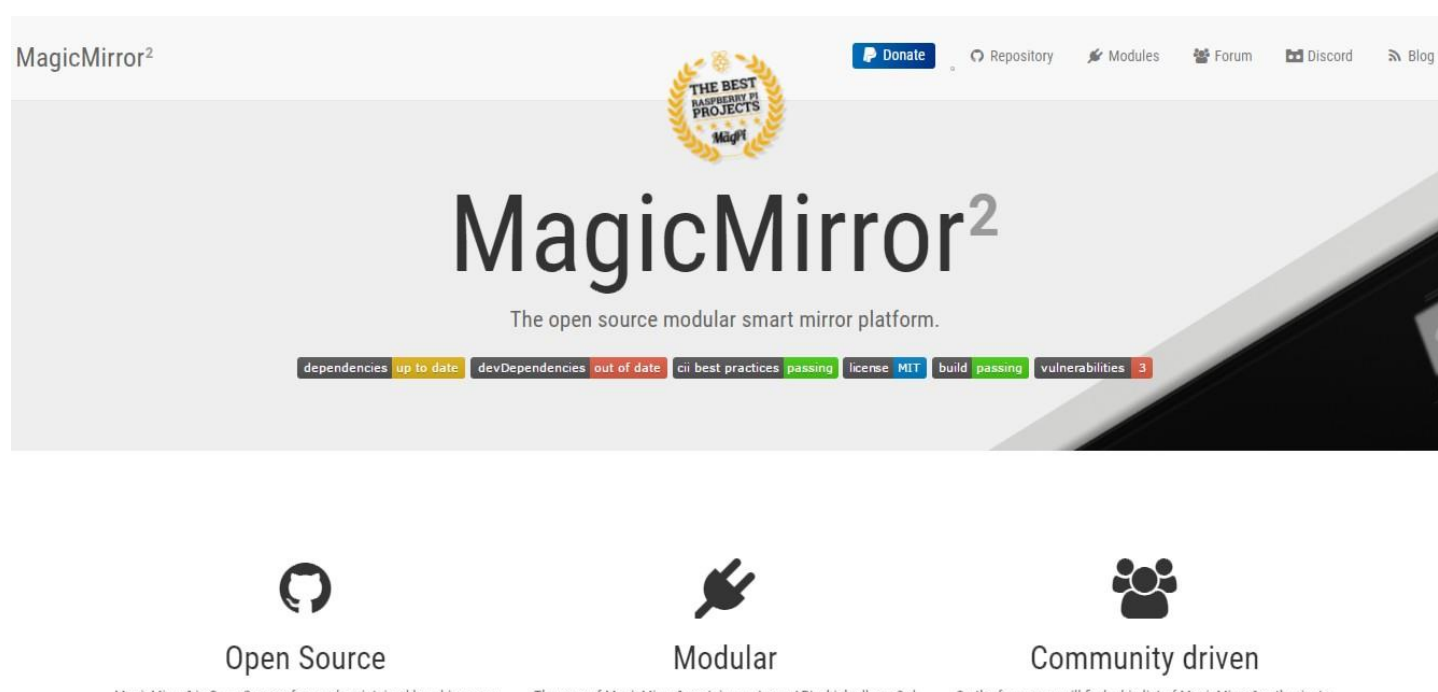 MagicMirror²
Donate
Repository
Modules
Forum
Discord
Blog
THE BEST
RASPBERRY PI
PROJECTS
MagPi
MagicMirror²
The open source modular smart mirror platform.
dependencies up to date
devDependencies out of date
cii best practices passing
license MIT
build passing
vulnerabilities 3
Open Source
Modular
Community driven